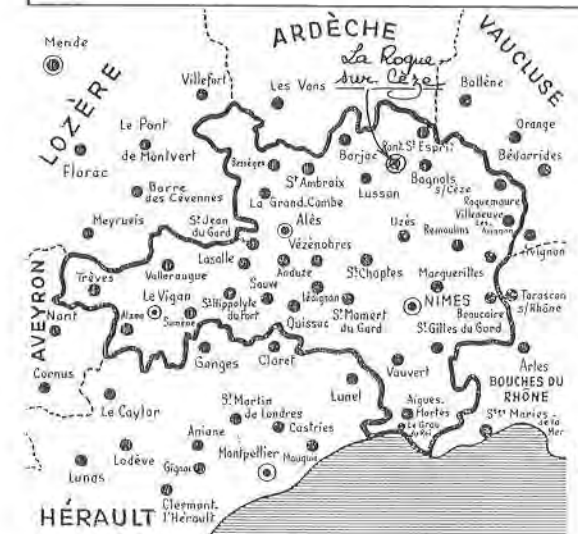 ARDÈCHE
VAUCLUSE
LOZÈRE
AVEYRON
HÉRAULT
BOUCHES DU
RHÔNE
La Roque
sur Cèze
Mende
Villefort
Les Vans
Bollène
Orange
Bédarrides
Le Pont
de Montvert
Florac
Barre
des Cévennes
Meyrueis
Bessèges
St Ambroix
Barjac
Pont St Esprit
Bagnols
s/Cèze
Lussan
La Grand.Combe
Roquemaure
Villeneuve
Les Avignon
Avignon
St Jean
du Gard
Alès
Uzés
Remoulins
Lasalle
Vézénobres
Trèves
Valleraugue
Anduze
St Chaptes
Marguerittes
Sauve
Lédignan
Le Vigan
St Hippolyte
du Fort
NIMES
Tarascon
s/Rhône
Beaucaire
Nant
Alzon
Sumène
Quissac
St Mamert
du Gard
St Gilles du Gard
Ganges
Claret
Vauvert
Arles
Cornus
Lunel
Aigues.
Mortes
Le Grau
du Roi
Stes Maries
de la
Mer
Le Caylar
St Martin
de Londres
Castries
Aniane
Montpellier
Mauguio
Lodève
Gignac
Lunas
Clermont.
l'Hérault